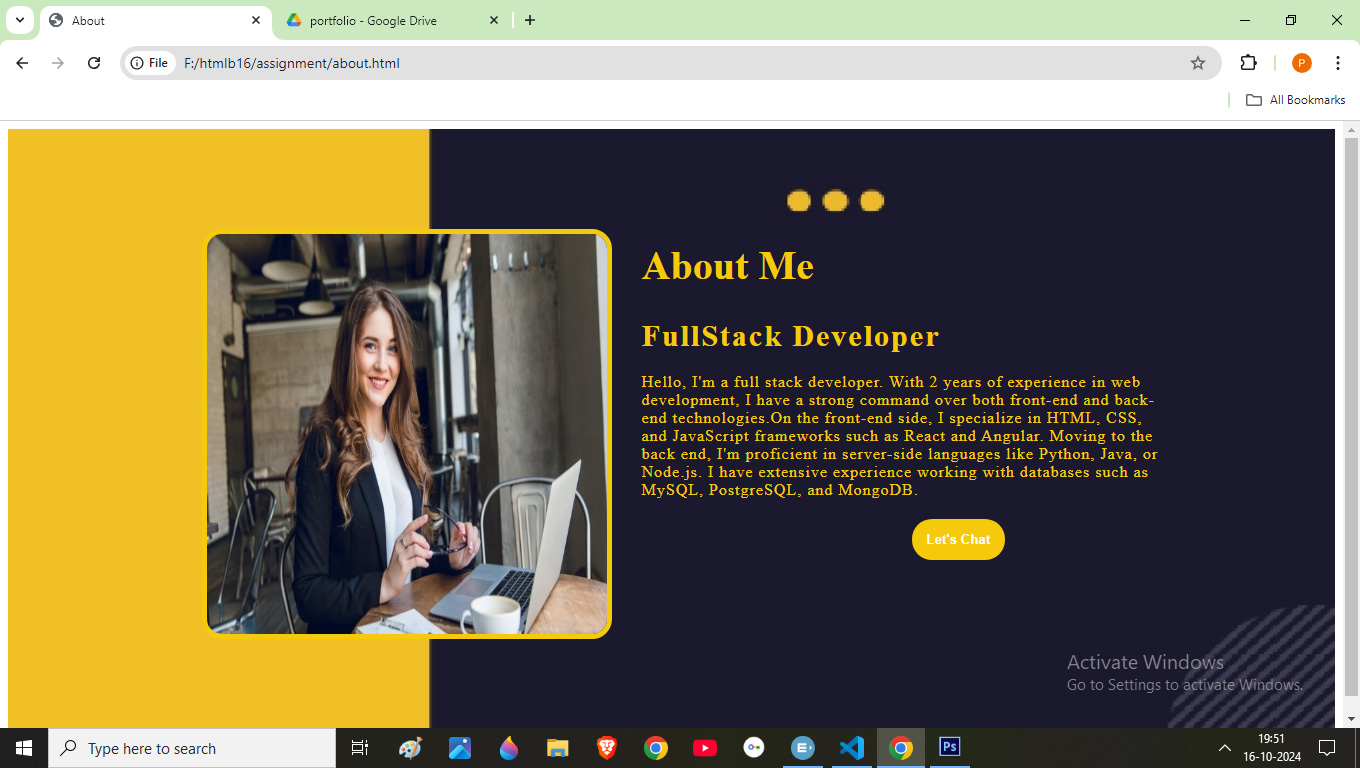 About
portfolio - Google Drive
File
F:/htmlb16/assignment/about.html
P
All Bookmarks
About Me
FullStack Developer
Hello, I'm a full stack developer. With 2 years of experience in web
development, I have a strong command over both front-end and back-
end technologies.On the front-end side, I specialize in HTML, CSS,
and JavaScript frameworks such as React and Angular. Moving to the
back end, I'm proficient in server-side languages like Python, Java, or
Node.js. I have extensive experience working with databases such as
MySQL, PostgreSQL, and MongoDB.
Let's Chat
Activate Windows
Go to Settings to activate Windows.
Type here to search
E
Ps
19:51
16-10-2024